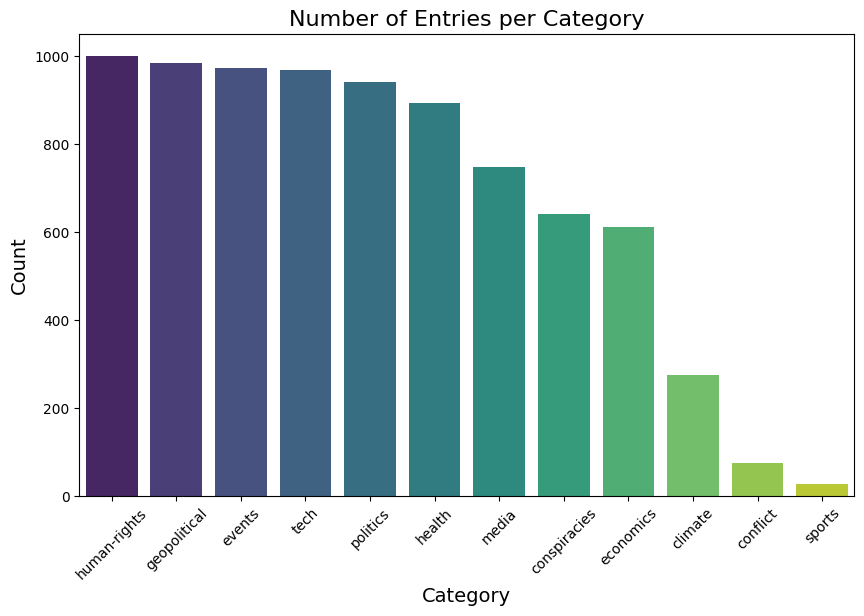 Number of Entries per Category
Count
1000
800
600
400
200
0
human-rights
geopolitical
events
tech
politics
health
media
conspiracies
economics
climate
conflict
sports
Category